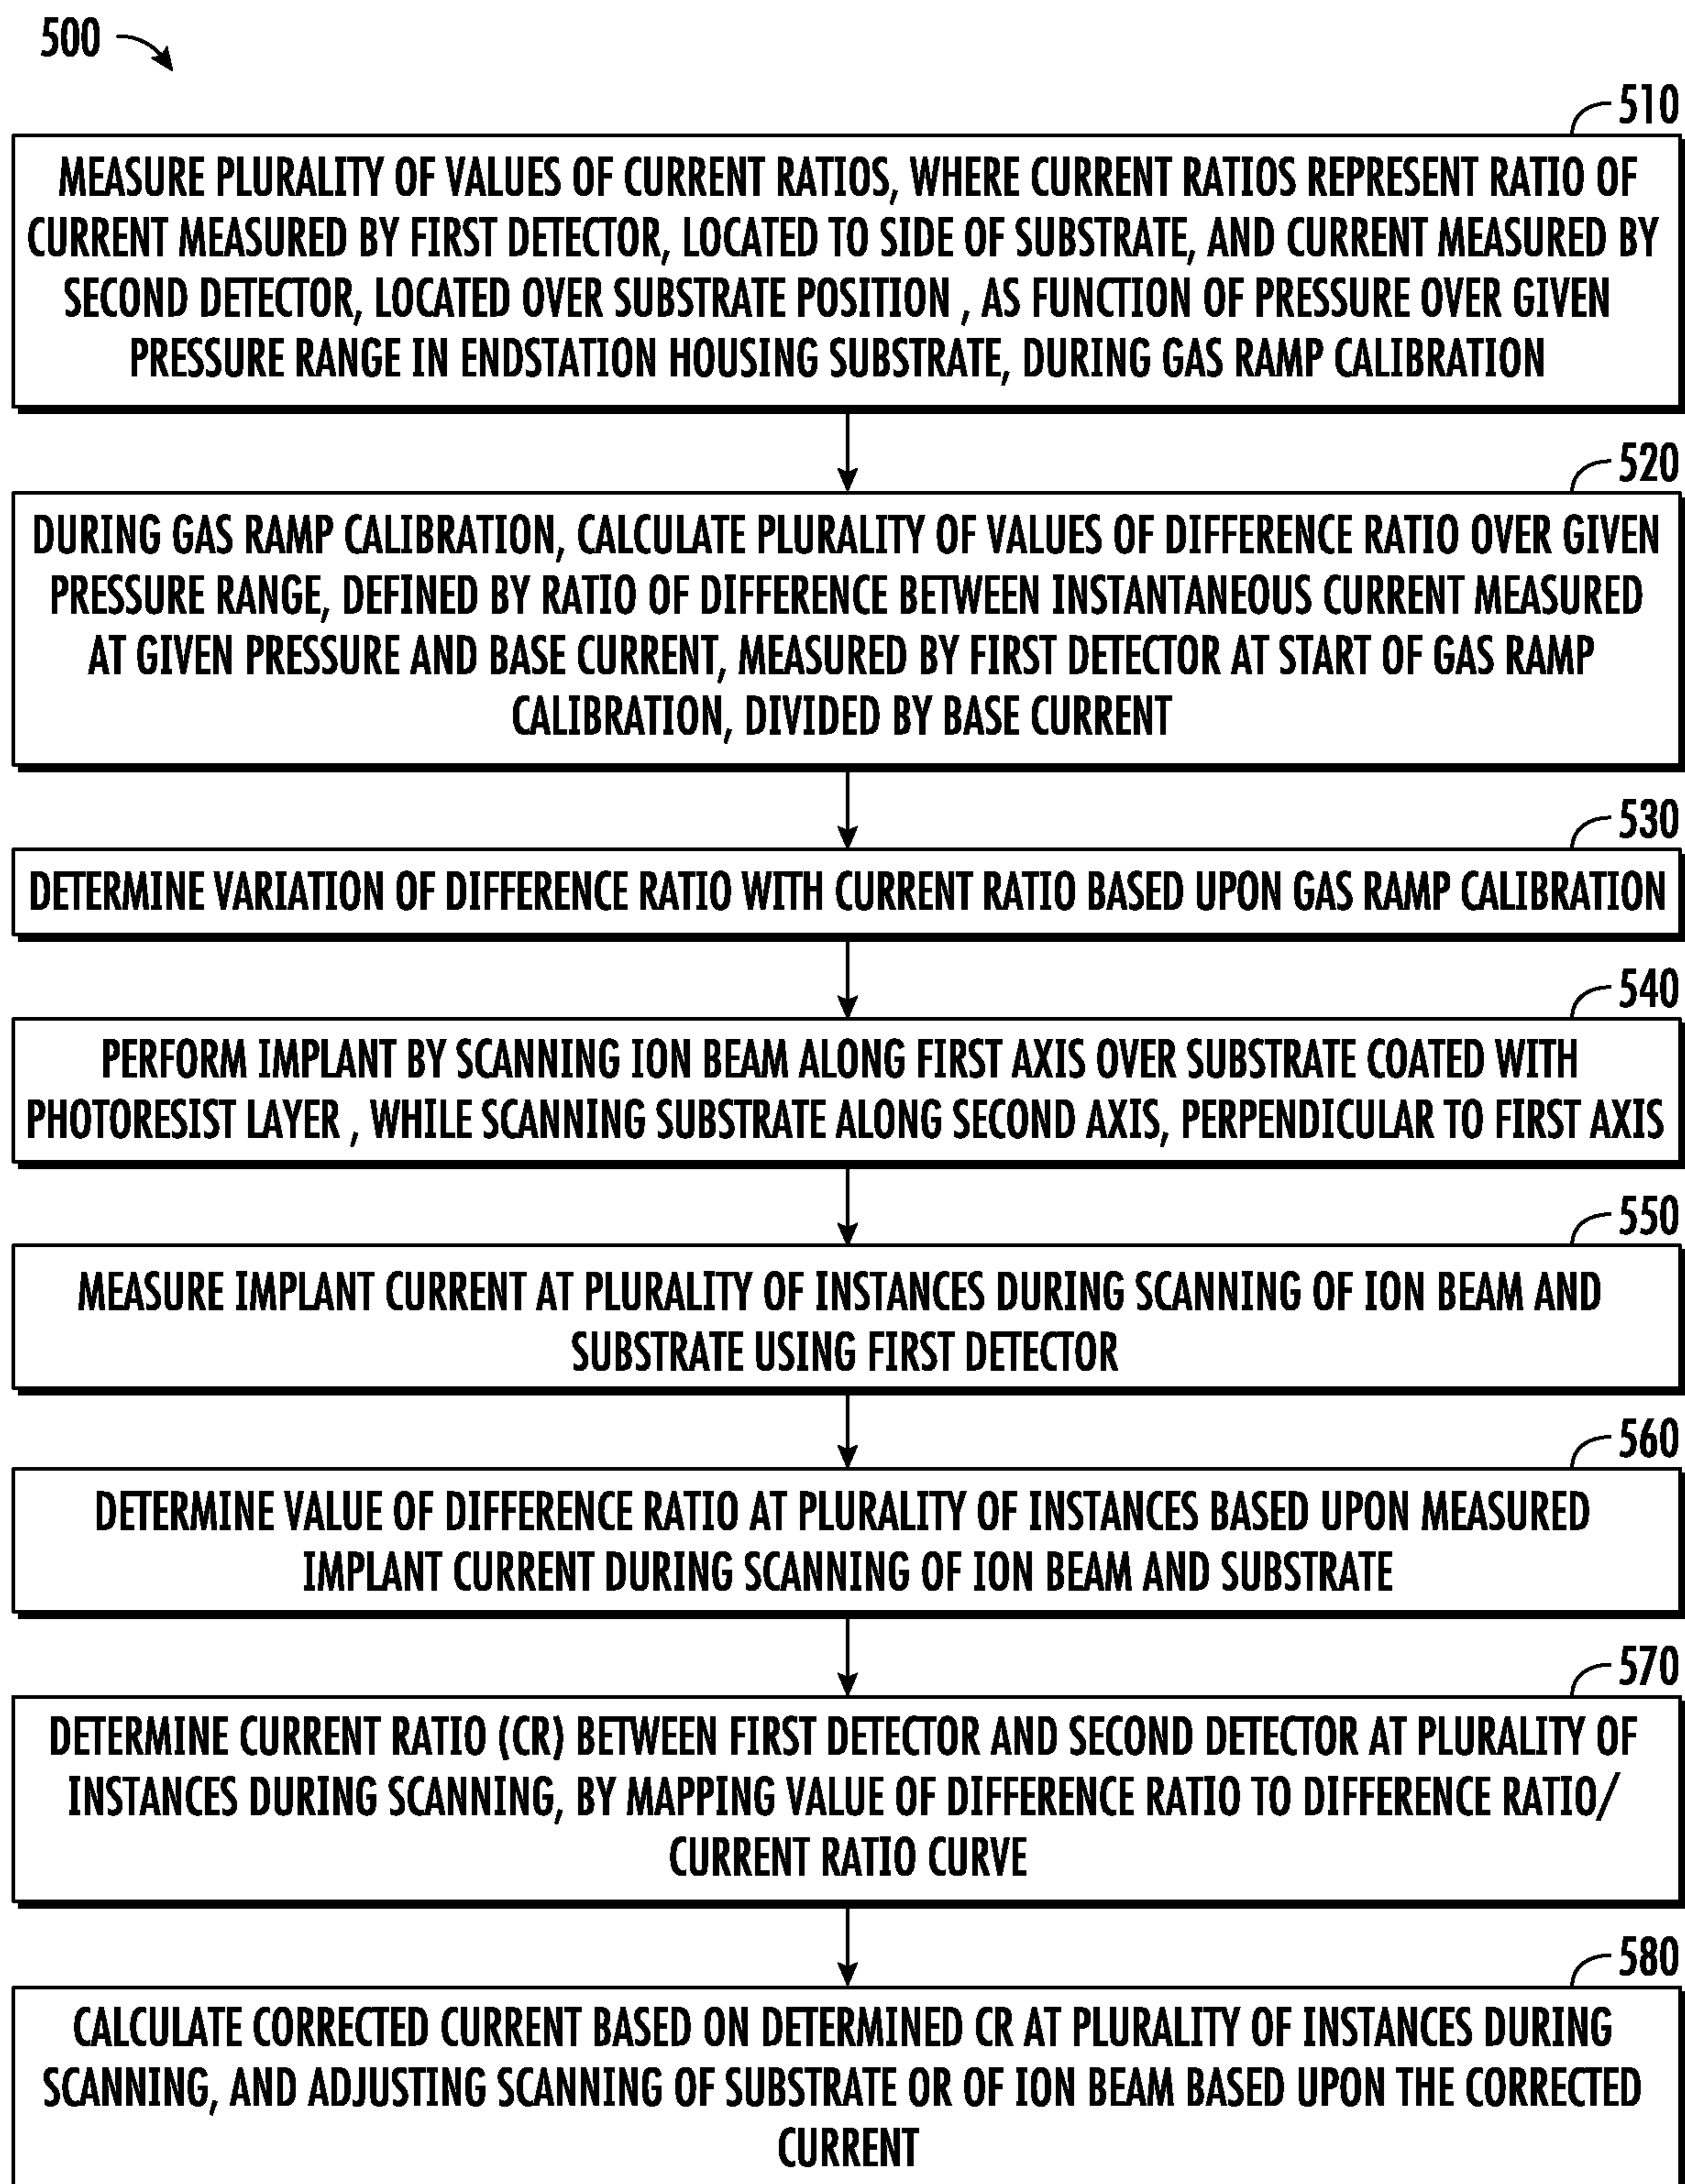 500
510
MEASURE PLURALITY OF VALUES OF CURRENT RATIOS, WHERE CURRENT RATIOS REPRESENT RATIO OF
CURRENT MEASURED BY FIRST DETECTOR, LOCATED TO SIDE OF SUBSTRATE, AND CURRENT MEASURED BY
SECOND DETECTOR, LOCATED OVER SUBSTRATE POSITION , AS FUNCTION OF PRESSURE OVER GIVEN
PRESSURE RANGE IN ENDSTATION HOUSING SUBSTRATE, DURING GAS RAMP CALIBRATION
520
DURING GAS RAMP CALIBRATION, CALCULATE PLURALITY OF VALUES OF DIFFERENCE RATIO OVER GIVEN
PRESSURE RANGE, DEFINED BY RATIO OF DIFFERENCE BETWEEN INSTANTANEOUS CURRENT MEASURED
AT GIVEN PRESSURE AND BASE CURRENT, MEASURED BY FIRST DETECTOR AT START OF GAS RAMP
CALIBRATION, DIVIDED BY BASE CURRENT
530
DETERMINE VARIATION OF DIFFERENCE RATIO WITH CURRENT RATIO BASED UPON GAS RAMP CALIBRATION
540
PERFORM IMPLANT BY SCANNING ION BEAM ALONG FIRST AXIS OVER SUBSTRATE COATED WITH
PHOTORESIST LAYER , WHILE SCANNING SUBSTRATE ALONG SECOND AXIS, PERPENDICULAR TO FIRST AXIS
550
MEASURE IMPLANT CURRENT AT PLURALITY OF INSTANCES DURING SCANNING OF ION BEAM AND
SUBSTRATE USING FIRST DETECTOR
560
DETERMINE VALUE OF DIFFERENCE RATIO AT PLURALITY OF INSTANCES BASED UPON MEASURED
IMPLANT CURRENT DURING SCANNING OF ION BEAM AND SUBSTRATE
570
DETERMINE CURRENT RATIO (CR) BETWEEN FIRST DETECTOR AND SECOND DETECTOR AT PLURALITY OF
INSTANCES DURING SCANNING, BY MAPPING VALUE OF DIFFERENCE RATIO TO DIFFERENCE RATIO/
CURRENT RATIO CURVE
580
CALCULATE CORRECTED CURRENT BASED ON DETERMINED CR AT PLURALITY OF INSTANCES DURING
SCANNING, AND ADJUSTING SCANNING OF SUBSTRATE OR OF ION BEAM BASED UPON THE CORRECTED
CURRENT